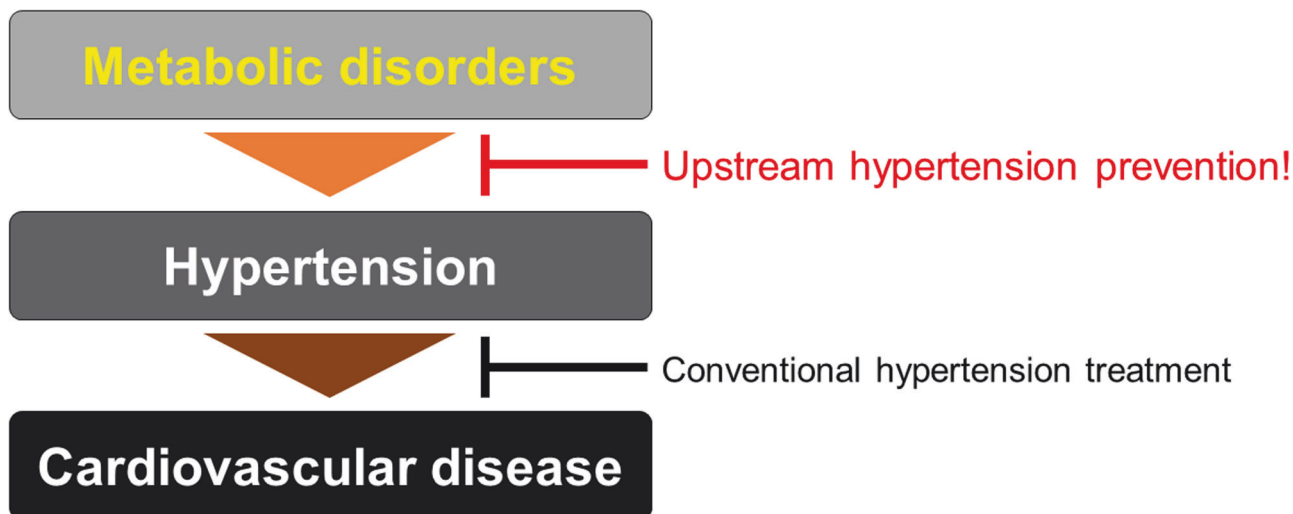 Metabolic disorders
Upstream hypertension prevention!
Hypertension
Conventional hypertension treatment
Cardiovascular disease